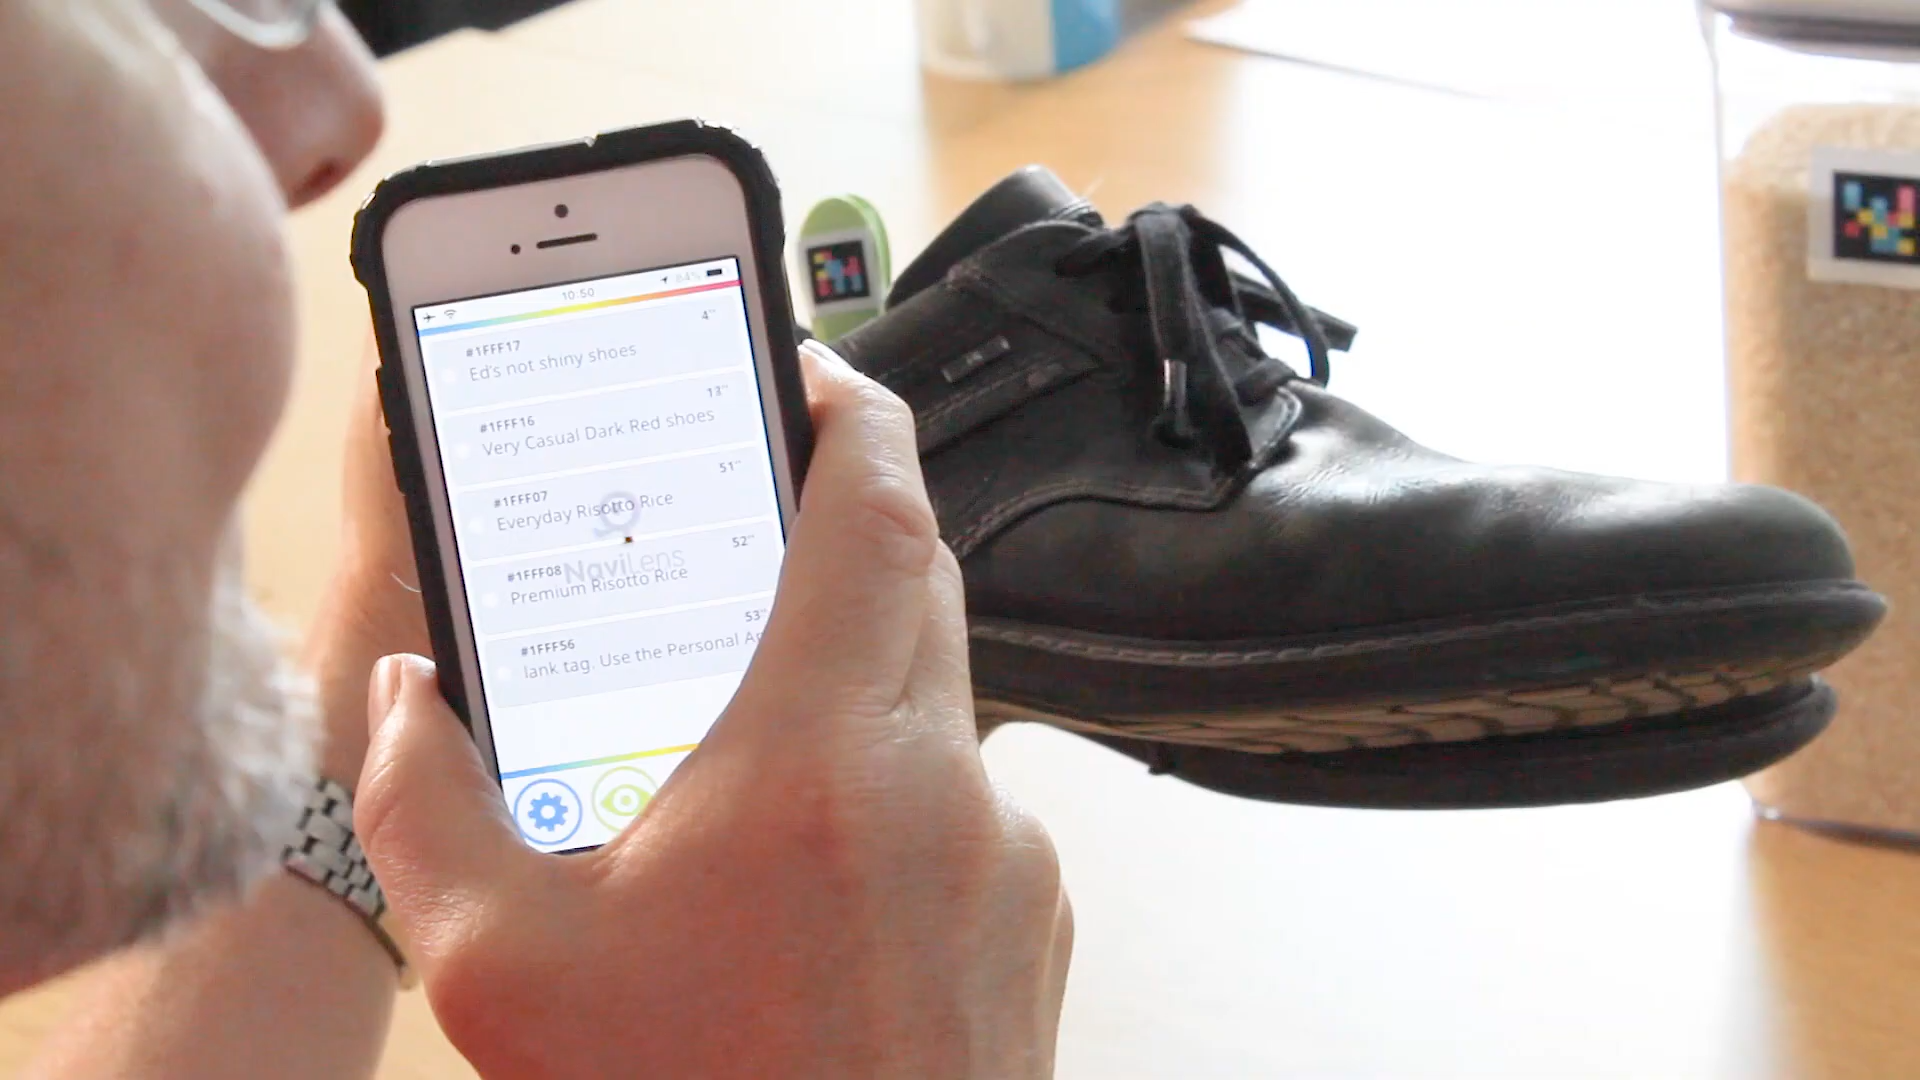 84%
10:50
4''
#1FFF17
Ed's not shiny shoes
13''
#1FFF16
Very Casual Dark Red shoes
51''
#1FFF07
Everyday Risotto Rice
52''
#1FFF08
Premium Risotto Rice
NaviLens
53''
#1FFF56
lank tag. Use the Personal